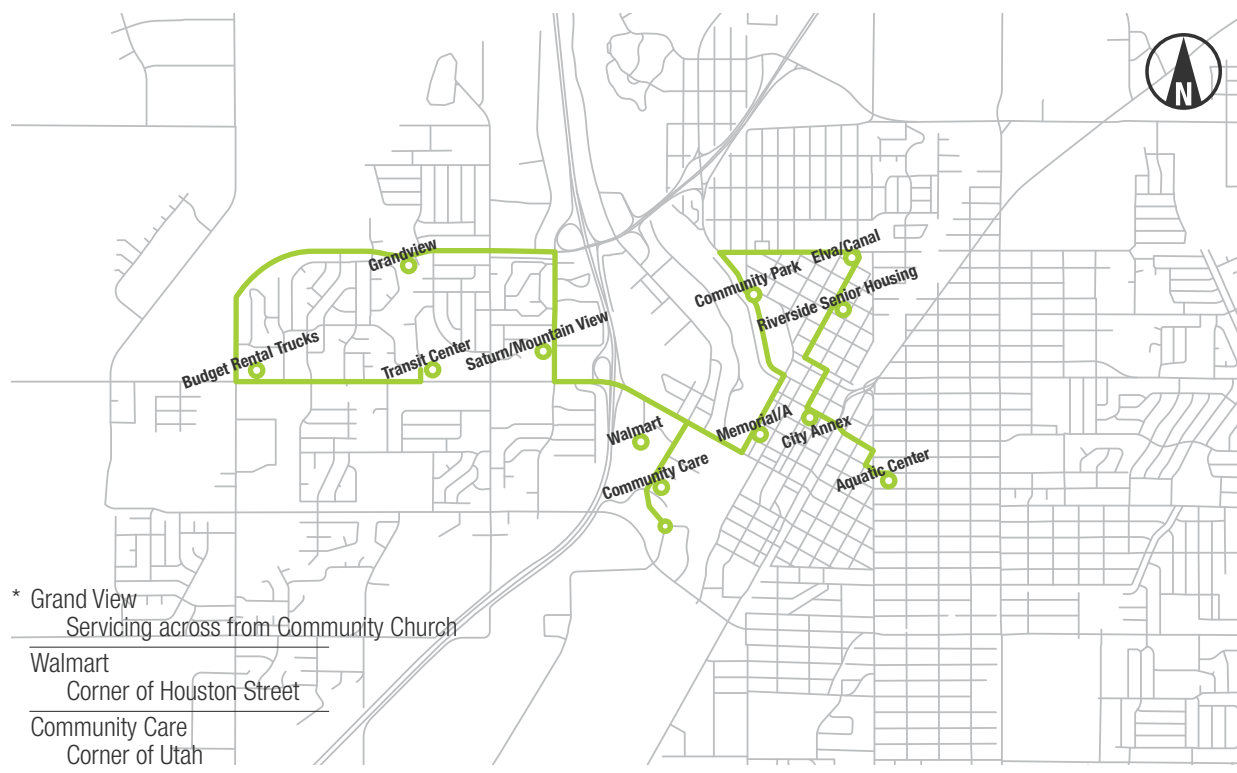 N
Grandview
Elva/Canal
Community Park
Riverside Senior Housing
Saturn/Mountain View
Transit Center
Budget Rental Trucks
Memorial/A
Walmart
City Annex
Community Care
Aquatic Center
* Grand View
Servicing across from Community Church
Walmart
Corner of Houston Street
Community Care
Corner of Utah